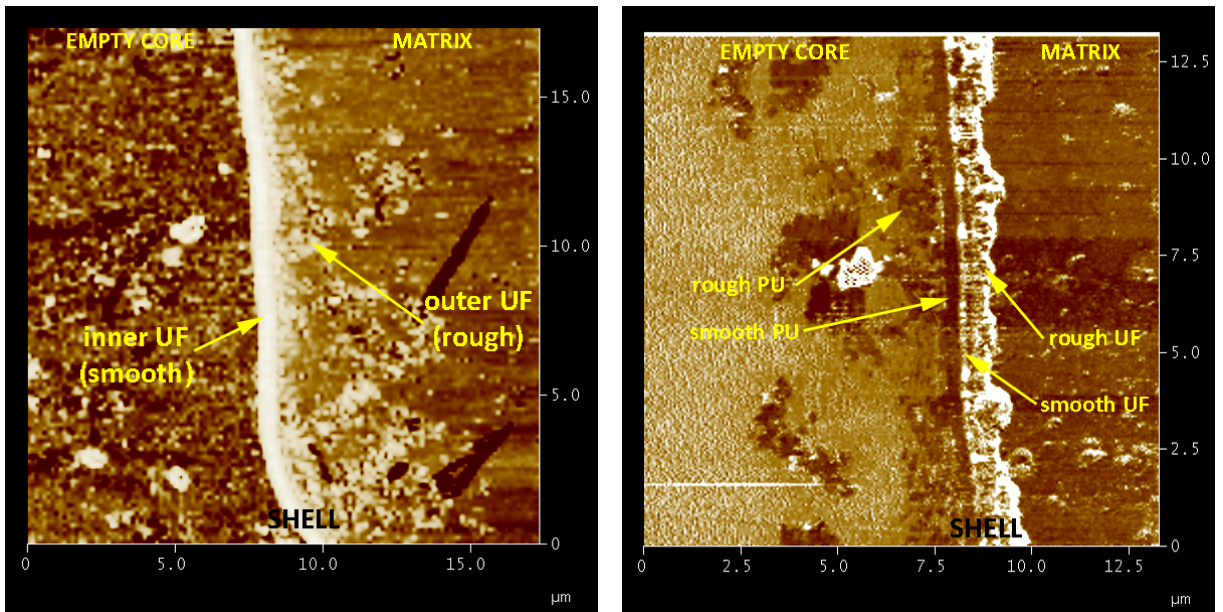 EMPTY CORE
MATRIX
15.0
10.0
outer UF
(rough)
inner UF
(smooth)
5.0
SHELL
0
0
5.0
10.0
15.0
µm
EMPTY CORE
MATRIX
12.5
10.0
7.5
rough PU
smooth PU
rough UF
5.0
smooth UF
2.5
SHELL
0
0
2.5
5.0
7.5
10.0
12.5
µm